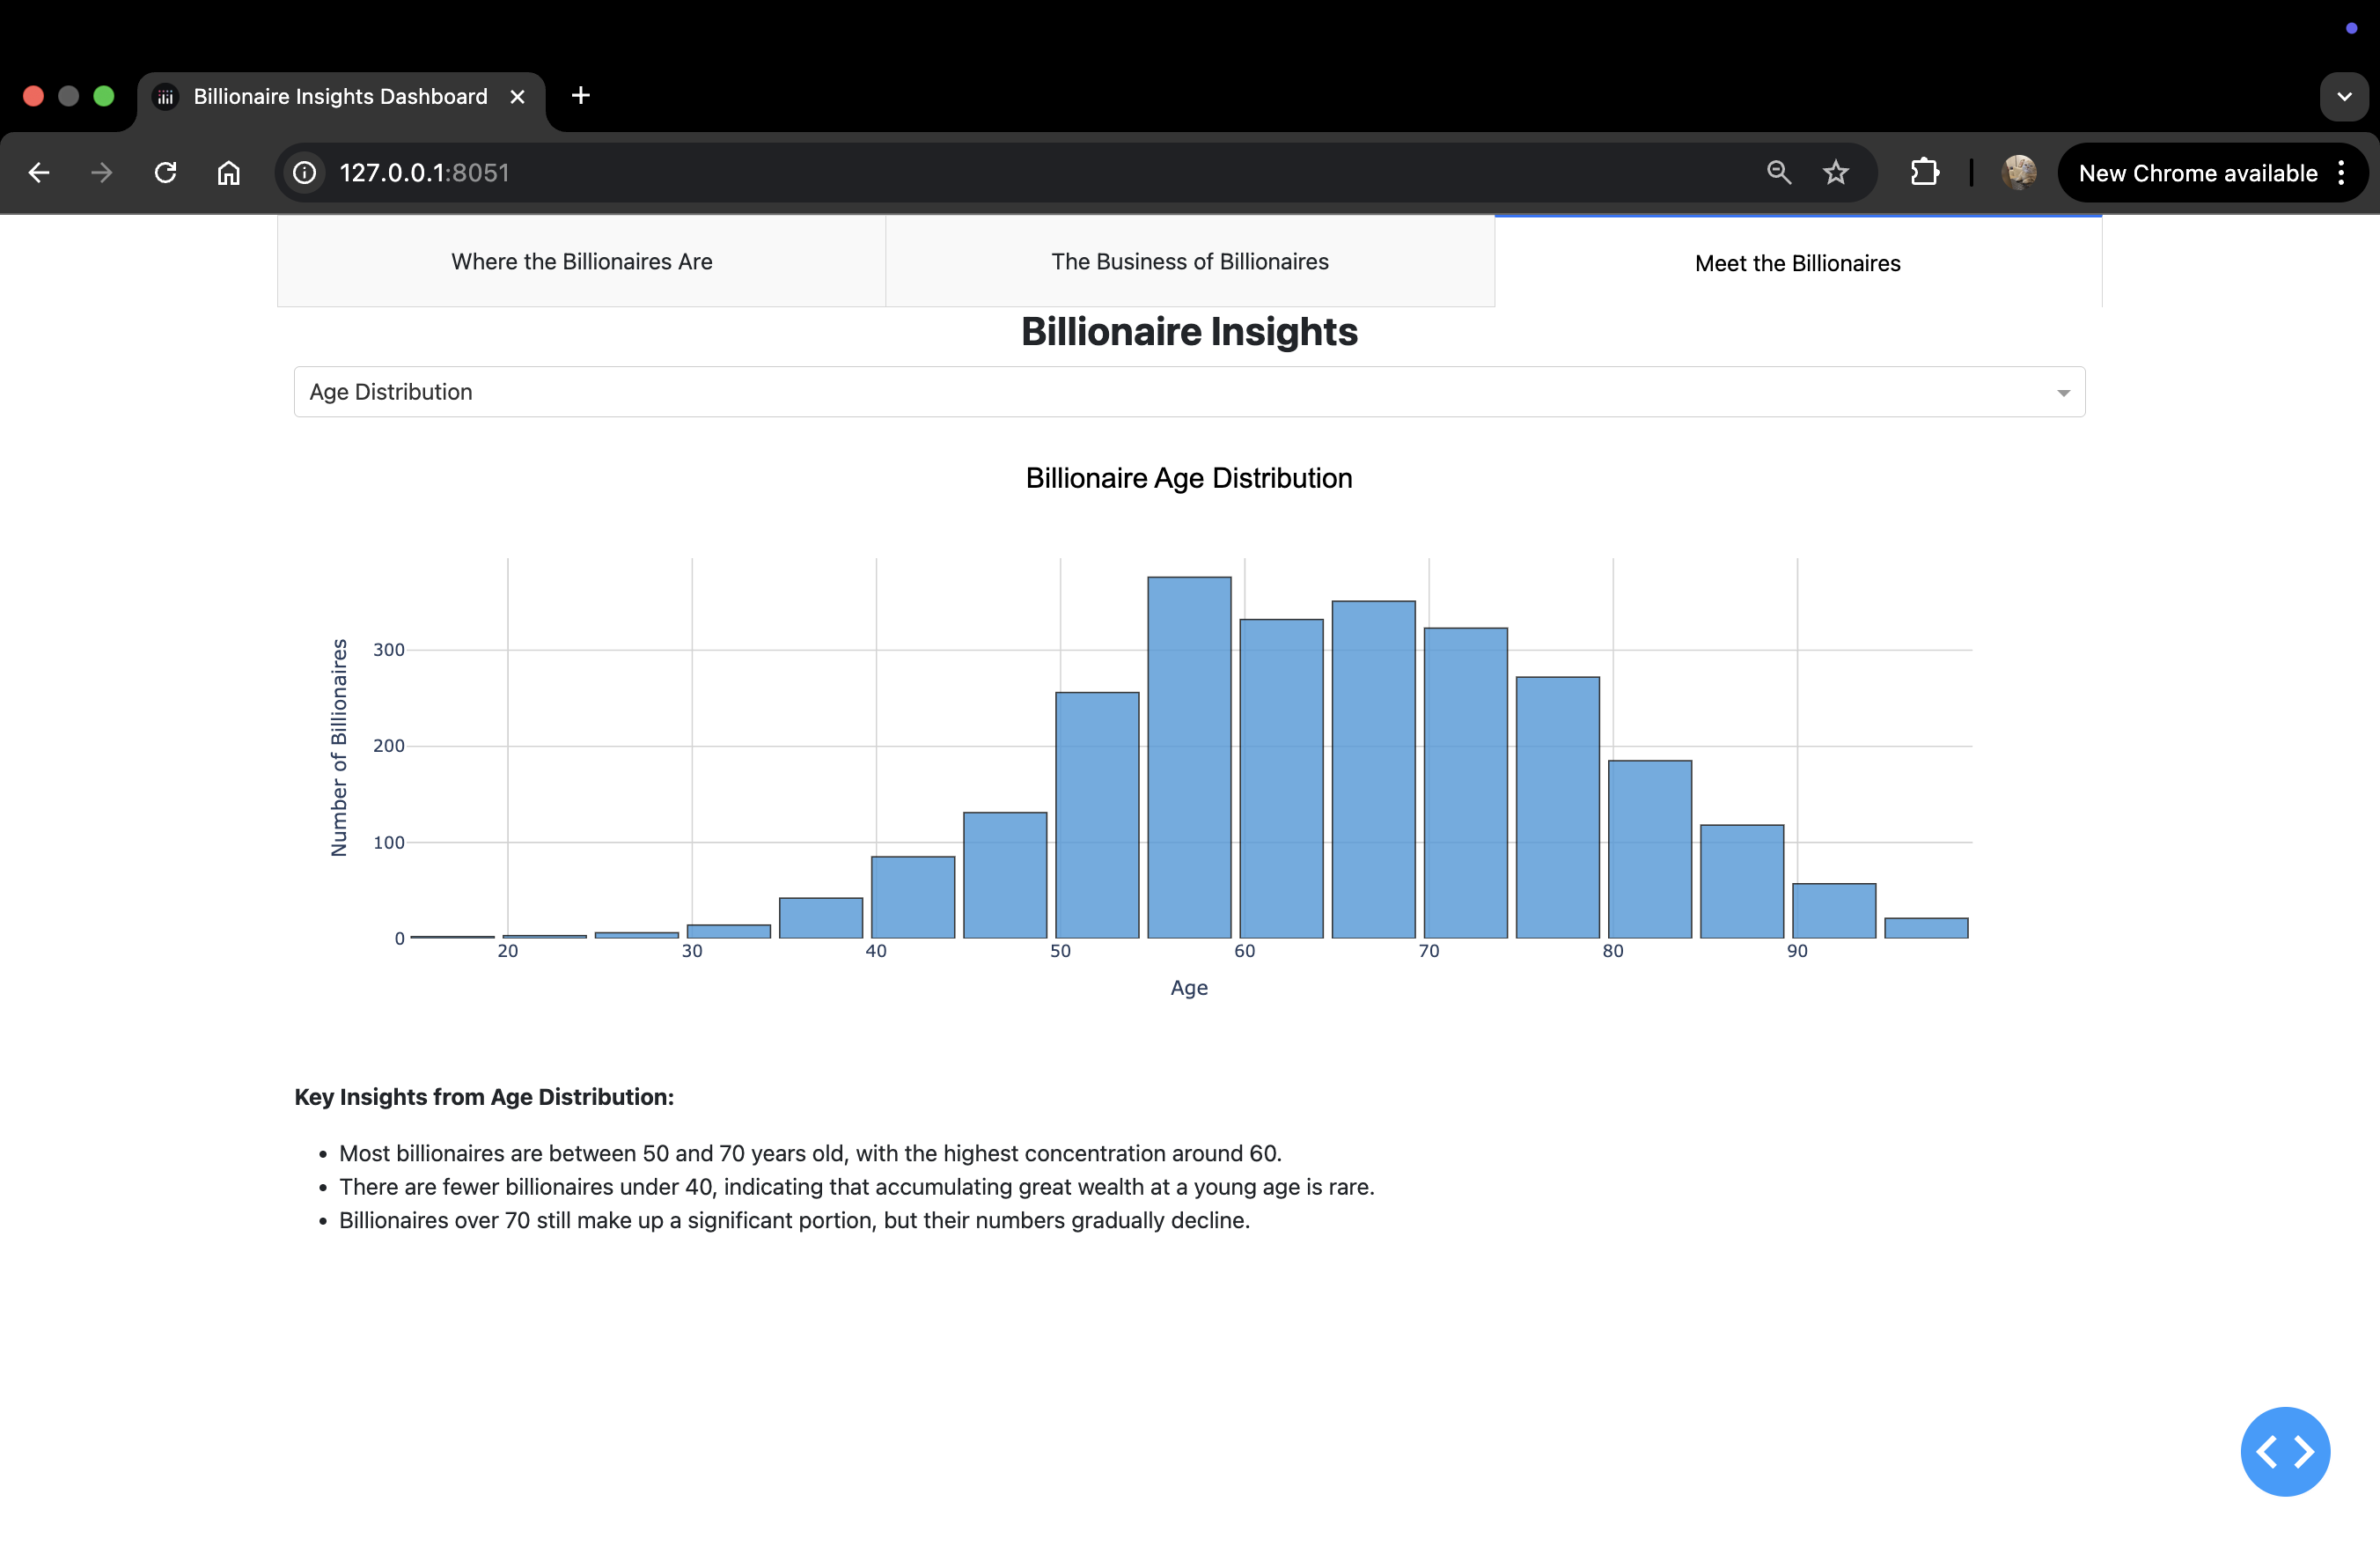 Billionaire Insights Dashboard
127.0.0.1:8051
New Chrome available
Where the Billionaires Are
The Business of Billionaires
Meet the Billionaires
Billionaire Insights
Age Distribution
Billionaire Age Distribution
Number of Billionaires
300
200
100
0
20 30 40 50 60 70 80 90
Age
Key Insights from Age Distribution:
• Most billionaires are between 50 and 70 years old, with the highest concentration around 60.
• There are fewer billionaires under 40, indicating that accumulating great wealth at a young age is rare.
• Billionaires over 70 still make up a significant portion, but their numbers gradually decline.